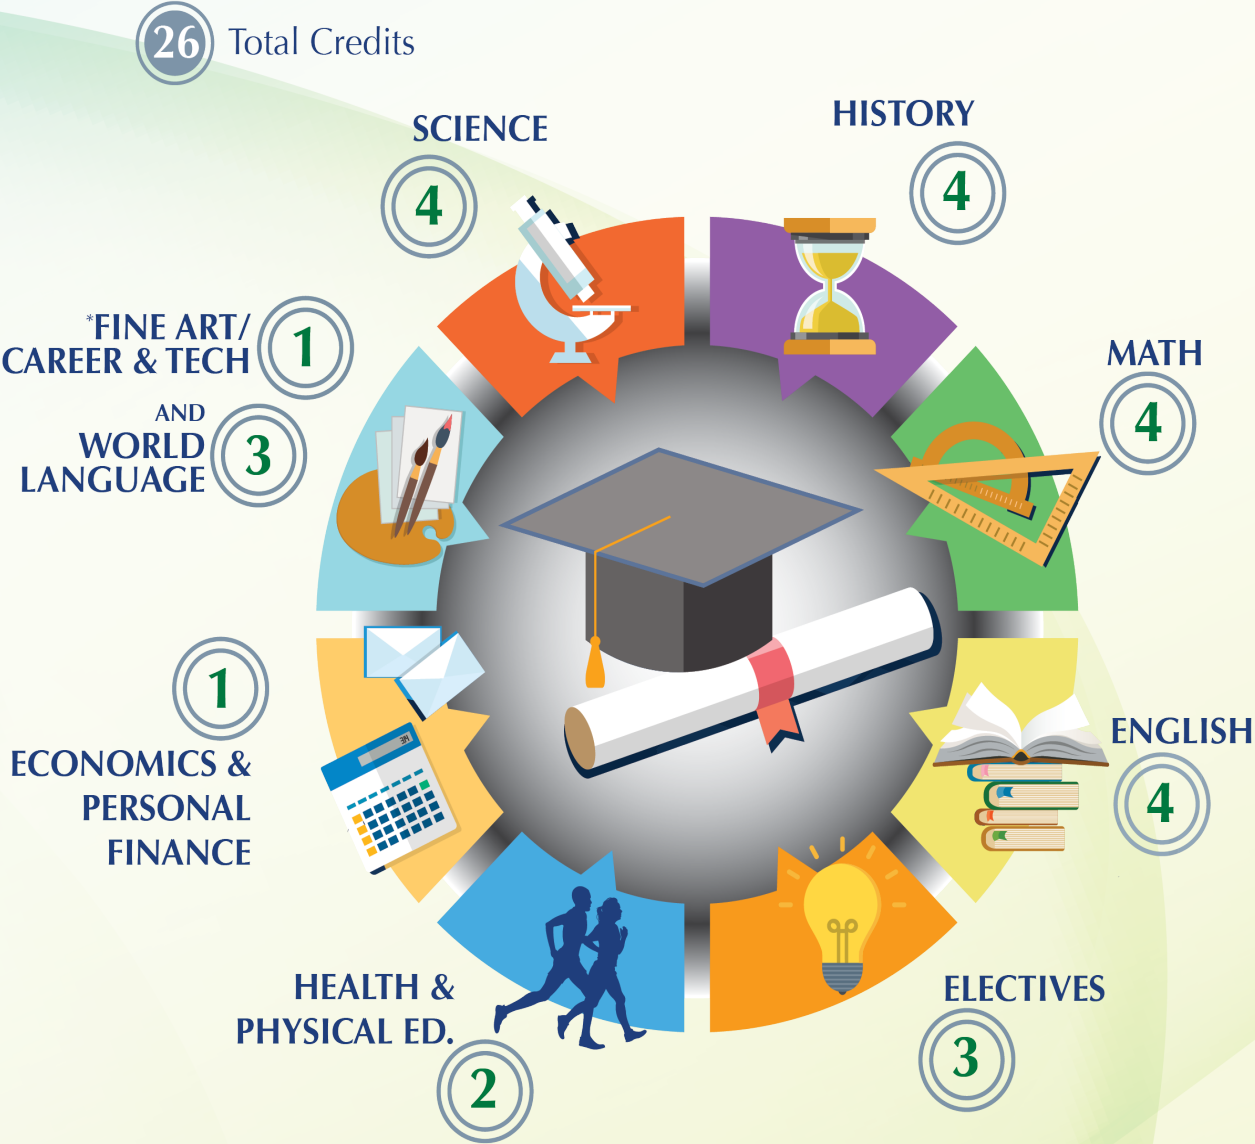 26 Total Credits
SCIENCE
4
HISTORY
4
*FINE ART/
CAREER & TECH
1
AND
WORLD
LANGUAGE
3
MATH
4
1
ECONOMICS &
PERSONAL
FINANCE
ENGLISH
4
HEALTH &
PHYSICAL ED.
2
ELECTIVES
3